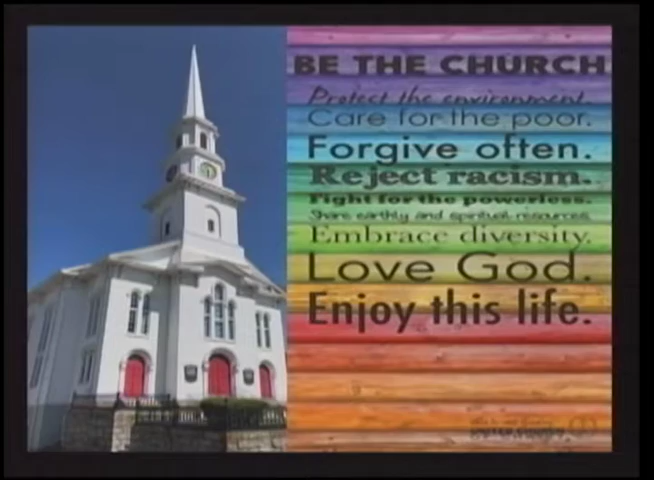 BE THE CHURCH
Protect the environment.
Care for the poor.
Forgive often.
Reject racism.
Fight for the powerless.
Share earthly and spiritual resources.
Embrace diversity.
Love God.
Enjoy this life.